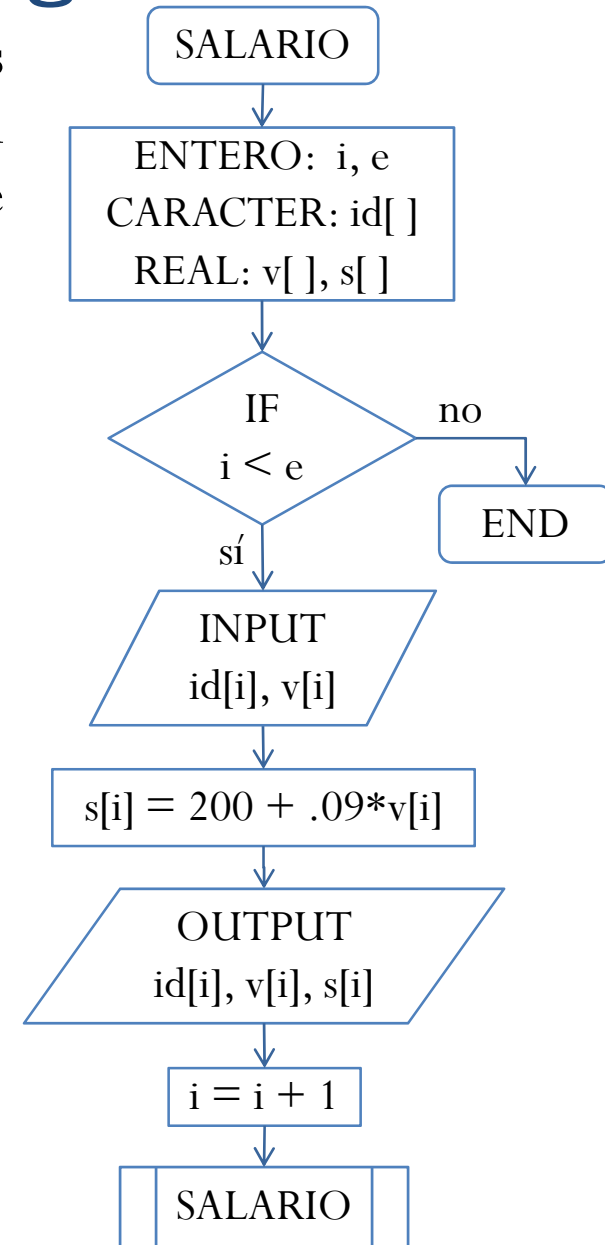 SALARIO
ENTERO: i, e
CARACTER: id[ ]
REAL: v[ ], s[ ]
IF
i < e
no
END
sí
INPUT
id[i], v[i]
s[i] = 200 + .09*v[i]
OUTPUT
id[i], v[i], s[i]
i = i + 1
SALARIO